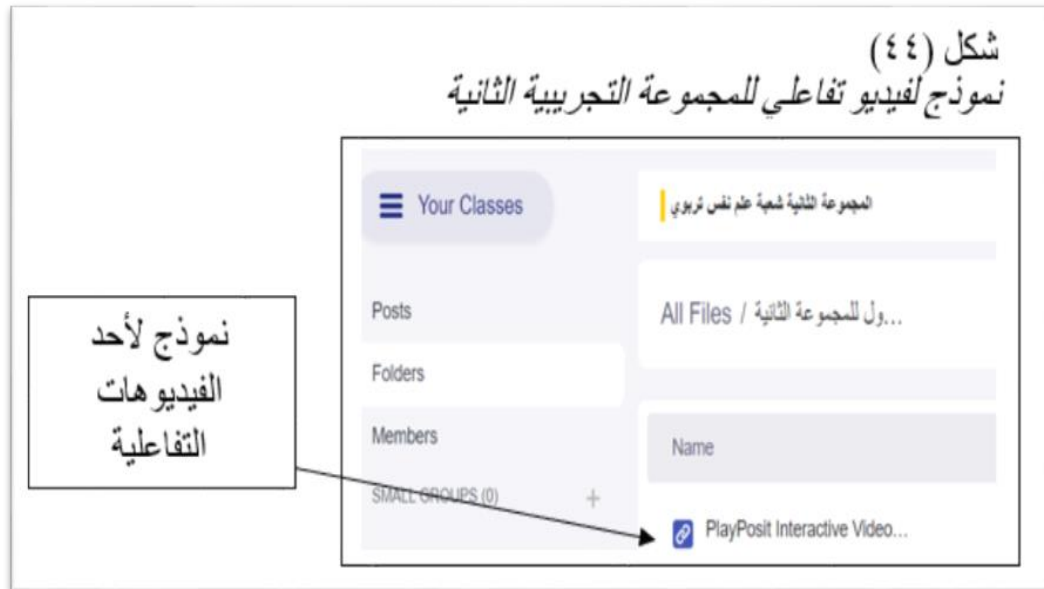 شكل (٤٤)
نموذج لفيديو تفاعلي للمجموعة التجريبية الثانية
Your Classes
المجموعة الثانية شعبة علم نفس تربوي
Posts
All Files / ول للمجموعة الثانية...
Folders
Members
Name
SMALL GROUPS (0) +
PlayPosit Interactive Video...
نموذج لأحد
الفيديوهات
التفاعلية